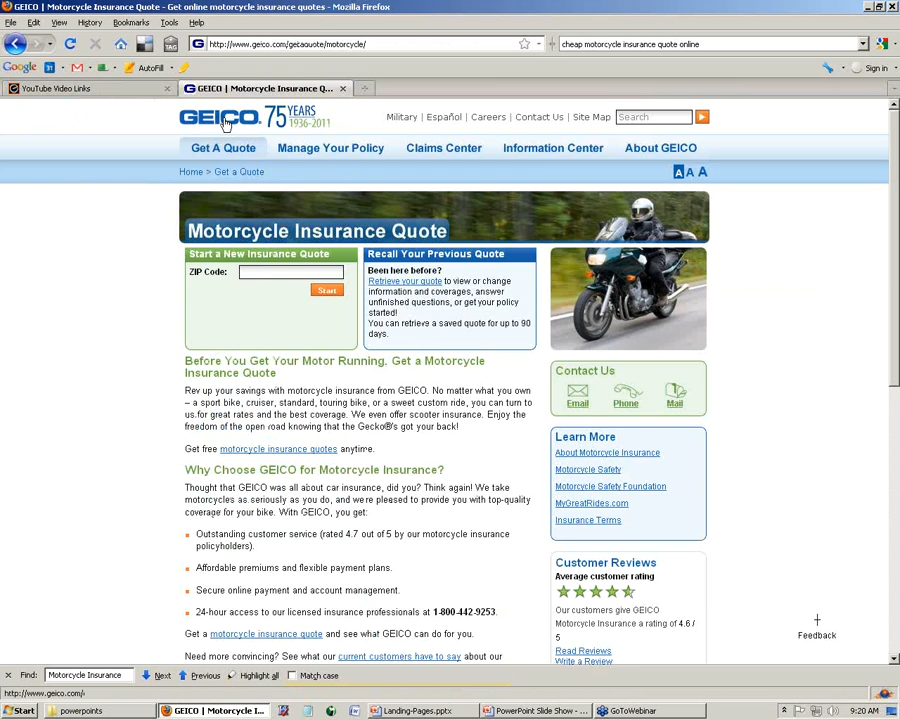 GEICO | Motorcycle Insurance Quote - Get online motorcycle insurance quotes - Mozilla Firefox
File Edit View History Bookmarks Tools Help
http://www.geico.com/getaquote/motorcycle/
cheap motorcycle insurance quote online
Google AutoFill Sign in
YouTube Video Links
GEICO | Motorcycle Insurance Q...
GEICO. 75 YEARS 1936-2011
Military | Español | Careers | Contact Us | Site Map Search
Get A Quote Manage Your Policy Claims Center Information Center About GEICO
Home > Get a Quote A A A
Motorcycle Insurance Quote
Start a New Insurance Quote
ZIP Code:
Start
Recall Your Previous Quote
Been here before?
Retrieve your quote to view or change
information and coverages, answer
unfinished questions, or get your policy
started!
You can retrieve a saved quote for up to 90
days.
Before You Get Your Motor Running, Get a Motorcycle
Insurance Quote
Rev up your savings with motorcycle insurance from GEICO. No matter what you own
– a sport bike, cruiser, standard, touring bike, or a sweet custom ride, you can turn to
us for great rates and the best coverage. We even offer scooter insurance. Enjoy the
freedom of the open road knowing that the Gecko®'s got your back!
Get free motorcycle insurance quotes anytime.
Why Choose GEICO for Motorcycle Insurance?
Thought that GEICO was all about car insurance, did you? Think again! We take
motorcycles as seriously as you do, and we're pleased to provide you with top-quality
coverage for your bike. With GEICO, you get:
Outstanding customer service (rated 4.7 out of 5 by our motorcycle insurance
policyholders).
Affordable premiums and flexible payment plans.
Secure online payment and account management.
24-hour access to our licensed insurance professionals at 1-800-442-9253.
Get a motorcycle insurance quote and see what GEICO can do for you.
Need more convincing? See what our current customers have to say about our
Contact Us
Email Phone Mail
Learn More
About Motorcycle Insurance
Motorcycle Safety
Motorcycle Safety Foundation
MyGreatRides.com
Insurance Terms
Customer Reviews
Average customer rating
Our customers give GEICO
Motorcycle Insurance a rating of 4.6 /
5
Read Reviews
Write a Review
+
Feedback
Find: Motorcycle Insurance Next Previous Highlight all Match case
http://www.geico.com/
Start powerpoints GEICO | Motorcycle I... Landing-Pages.pptx PowerPoint Slide Show - ... GoToWebinar 9:20 AM